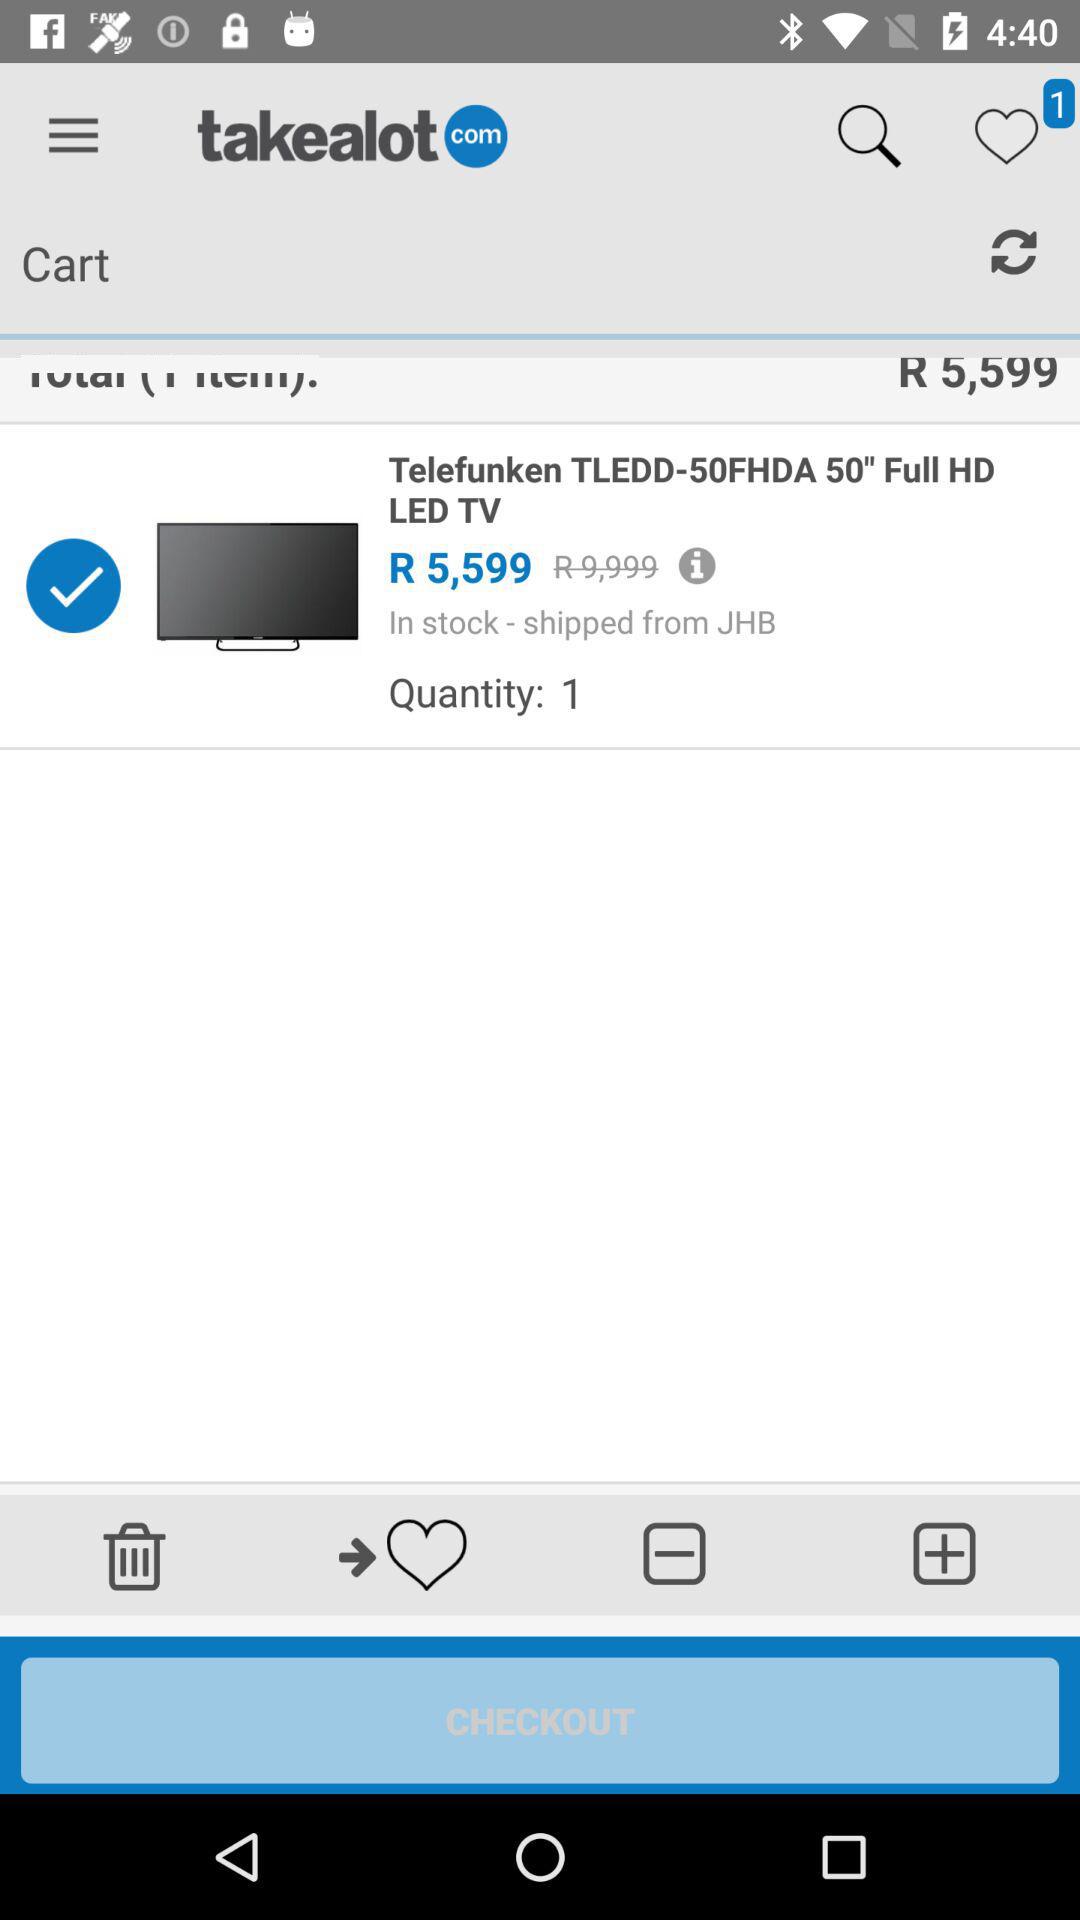 FAKE
4:40
takealot com
1
Cart
Total (1 item):
R 5,599
Telefunken TLEDD-50FHDA 50" Full HD
LED TV
R 5,599 R 9,999
In stock - shipped from JHB
Quantity: 1
CHECKOUT